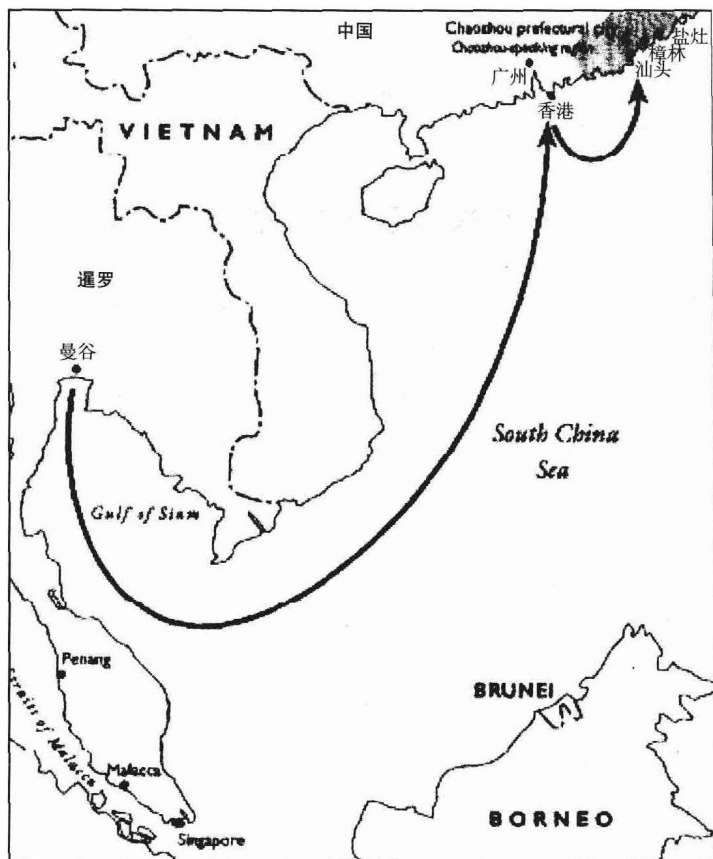 中国
Chaozhou prefectural
Chaozhou-speaking region
盐灶
樟林
汕头
广州
香港
VIETNAM
暹罗
曼谷
South China
Sea
Gulf of Siam
Penang
BRUNEI
Straits of Malacca
Malacca
Singapore
BORNEO